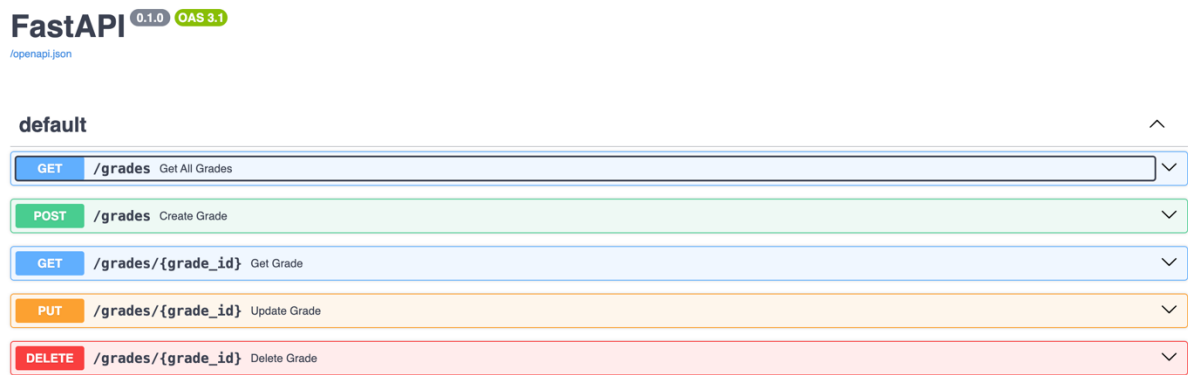 FastAPI 0.1.0 OAS 3.1
/openapi.json
default
GET /grades Get All Grades
POST /grades Create Grade
GET /grades/{grade_id} Get Grade
PUT /grades/{grade_id} Update Grade
DELETE /grades/{grade_id} Delete Grade